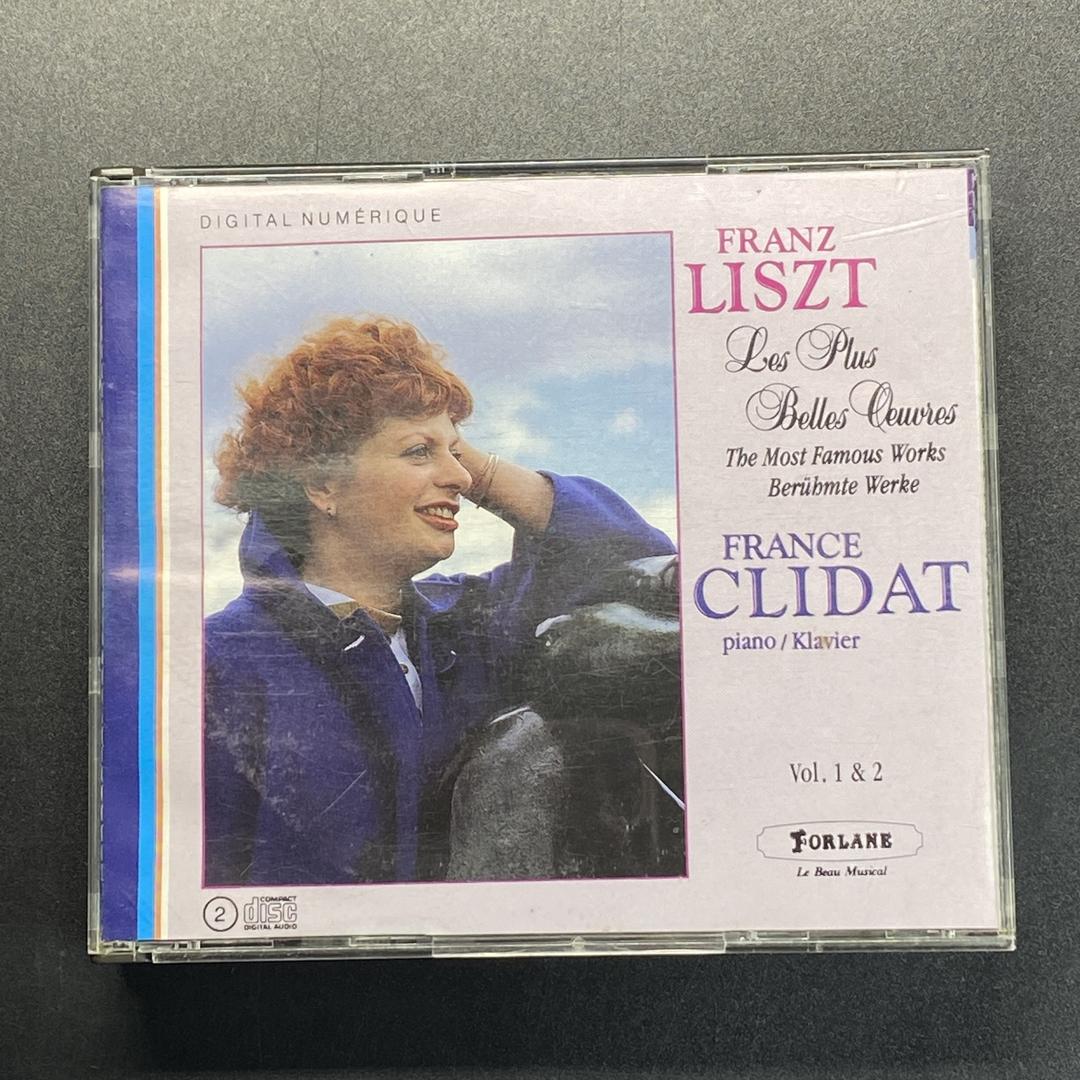 DIGITAL NUMÉRIQUE
FRANZ
LISZT
Les Plus
Belles Oeuvres
The Most Famous Works
Berühmte Werke
FRANCE
CLIDAT
piano / Klavier
Vol. 1 & 2
FORLANE
Le Beau Musical
2
COMPACT
disc
DIGITAL AUDIO